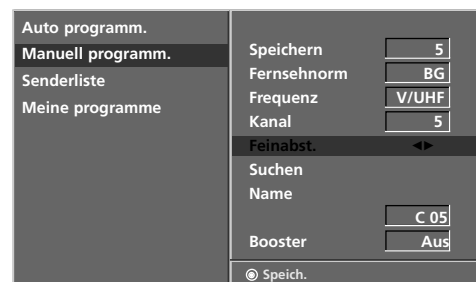 Auto programm.
Manuell programm.
Senderliste
Meine programme
Speichern 5
Fernsehnorm BG
Frequenz V/UHF
Kanal 5
Feinabst. ◀▶
Suchen
Name
C 05
Booster Aus
Speich.